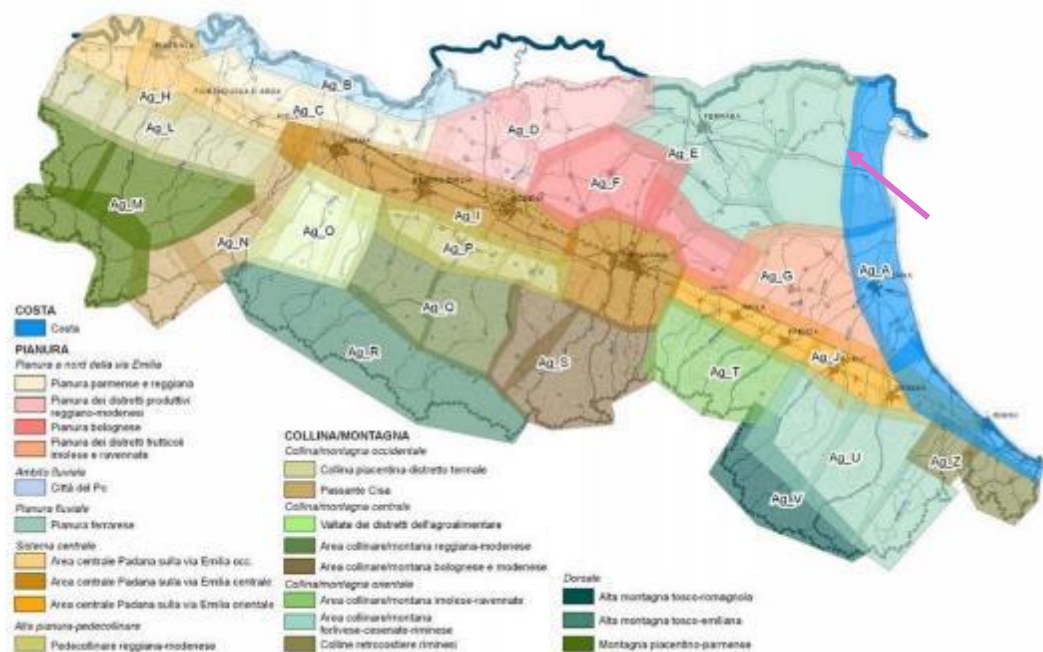 PIACENZA
Ag_B
Ag_H
Ag_C
Ag_L
Ag_D
FERRARA
Ag_E
Ag_F
Ag_M
Ag_I
Ag_O
Ag_P
Ag_N
Ag_G
Ag_A
Ag_Q
Ag_R
Ag_S
Ag_J
Ag_T
Ag_U
Ag_Z
Ag_V
COSTA
Costa
PIANURA
Pianura a nord della via Emilia
Pianura parmense e reggiana
Pianura dei distretti produttivi
reggiano-modenesi
Pianura bolognese
Pianura dei distretti frutticoli
imolese e ravennate
Ambito fluviale
Città del Po
Pianura fluviale
Pianura ferrarese
Sistema centrale
Area centrale Padana sulla via Emilia occ.
Area centrale Padana sulla via Emilia centrale
Area centrale Padana sulla via Emilia orientale
Alta pianura-pedecollinare
Pedecollinare reggiana-modenese
COLLINA/MONTAGNA
Collina/montagna occidentale
Collina piacentina-distretto termale
Passante Cisa
Collina/montagna centrale
Vallate dei distretti dell'agroalimentare
Area collinare/montana reggiana-modenese
Area collinare/montana bolognese e modenese
Collina/montagna orientale
Area collinare/montana imolese-ravennate
Area collinare/montana
forlivese-cesenate-riminese
Colline retrocostiere riminesi
Dorsale
Alta montagna tosco-romagnola
Alta montagna tosco-emiliana
Montagna piacentino-parmense